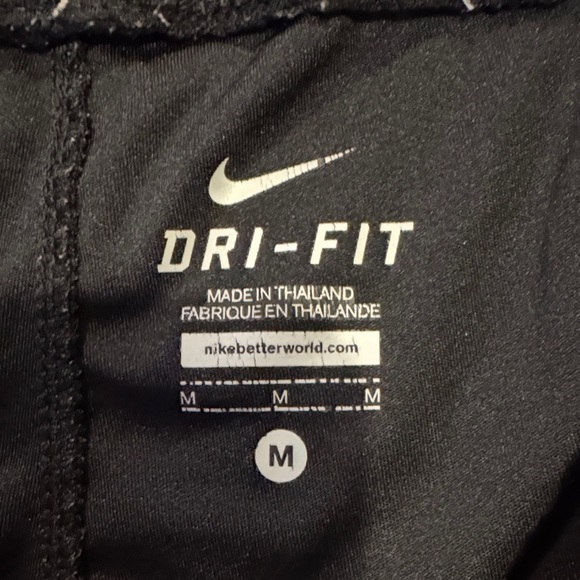 DRI-FIT
MADE IN THAILAND
FABRIQUE EN THAILANDE
nikebetterworld.com
M M M
M